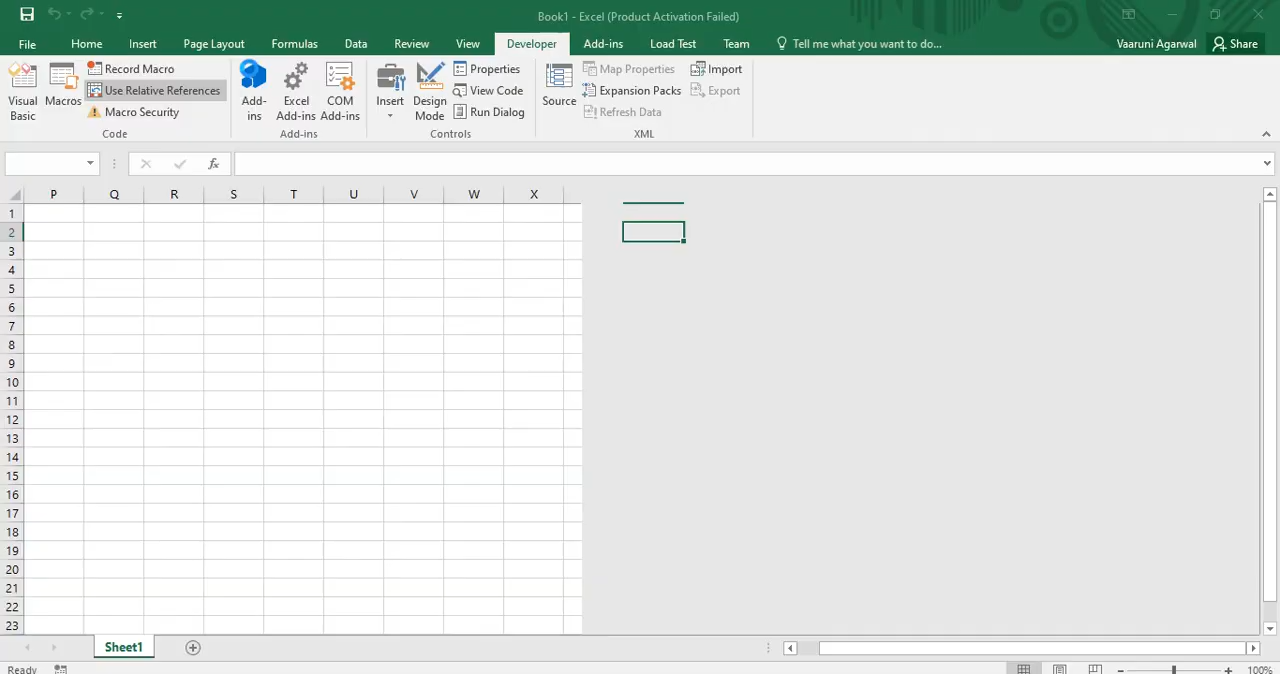 Book1 - Excel (Product Activation Failed)
File Home Insert Page Layout Formulas Data Review View Developer Add-ins Load Test Team Tell me what you want to do... Vaaruni Agarwal Share
Visual Basic
Macros
Record Macro
Use Relative References
Macro Security
Code
Add-ins
Excel Add-ins
COM Add-ins
Add-ins
Insert
Design Mode
Properties
View Code
Run Dialog
Controls
Source
Map Properties
Expansion Packs
Refresh Data
Import
Export
XML
fx
P Q R S T U V W X
1
2
3
4
5
6
7
8
9
10
11
12
13
14
15
16
17
18
19
20
21
22
23
Sheet1
Ready
100%